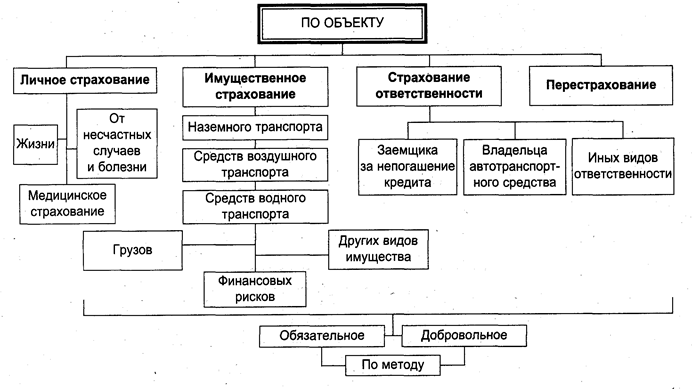 ПО ОБЪЕКТУ
Личное страхование
Имущественное
страхование
Страхование
ответственности
Перестрахование
Жизни
От
несчастных
случаев
и болезни
Медицинское
страхование
Наземного транспорта
Средств воздушного
транспорта
Средств водного
транспорта
Грузов
Других видов
имущества
Финансовых
рисков
Заемщика
за непогашение
кредита
Владельца
автотранспорт-
ного средства
Иных видов
ответственности
Обязательное
Добровольное
По методу